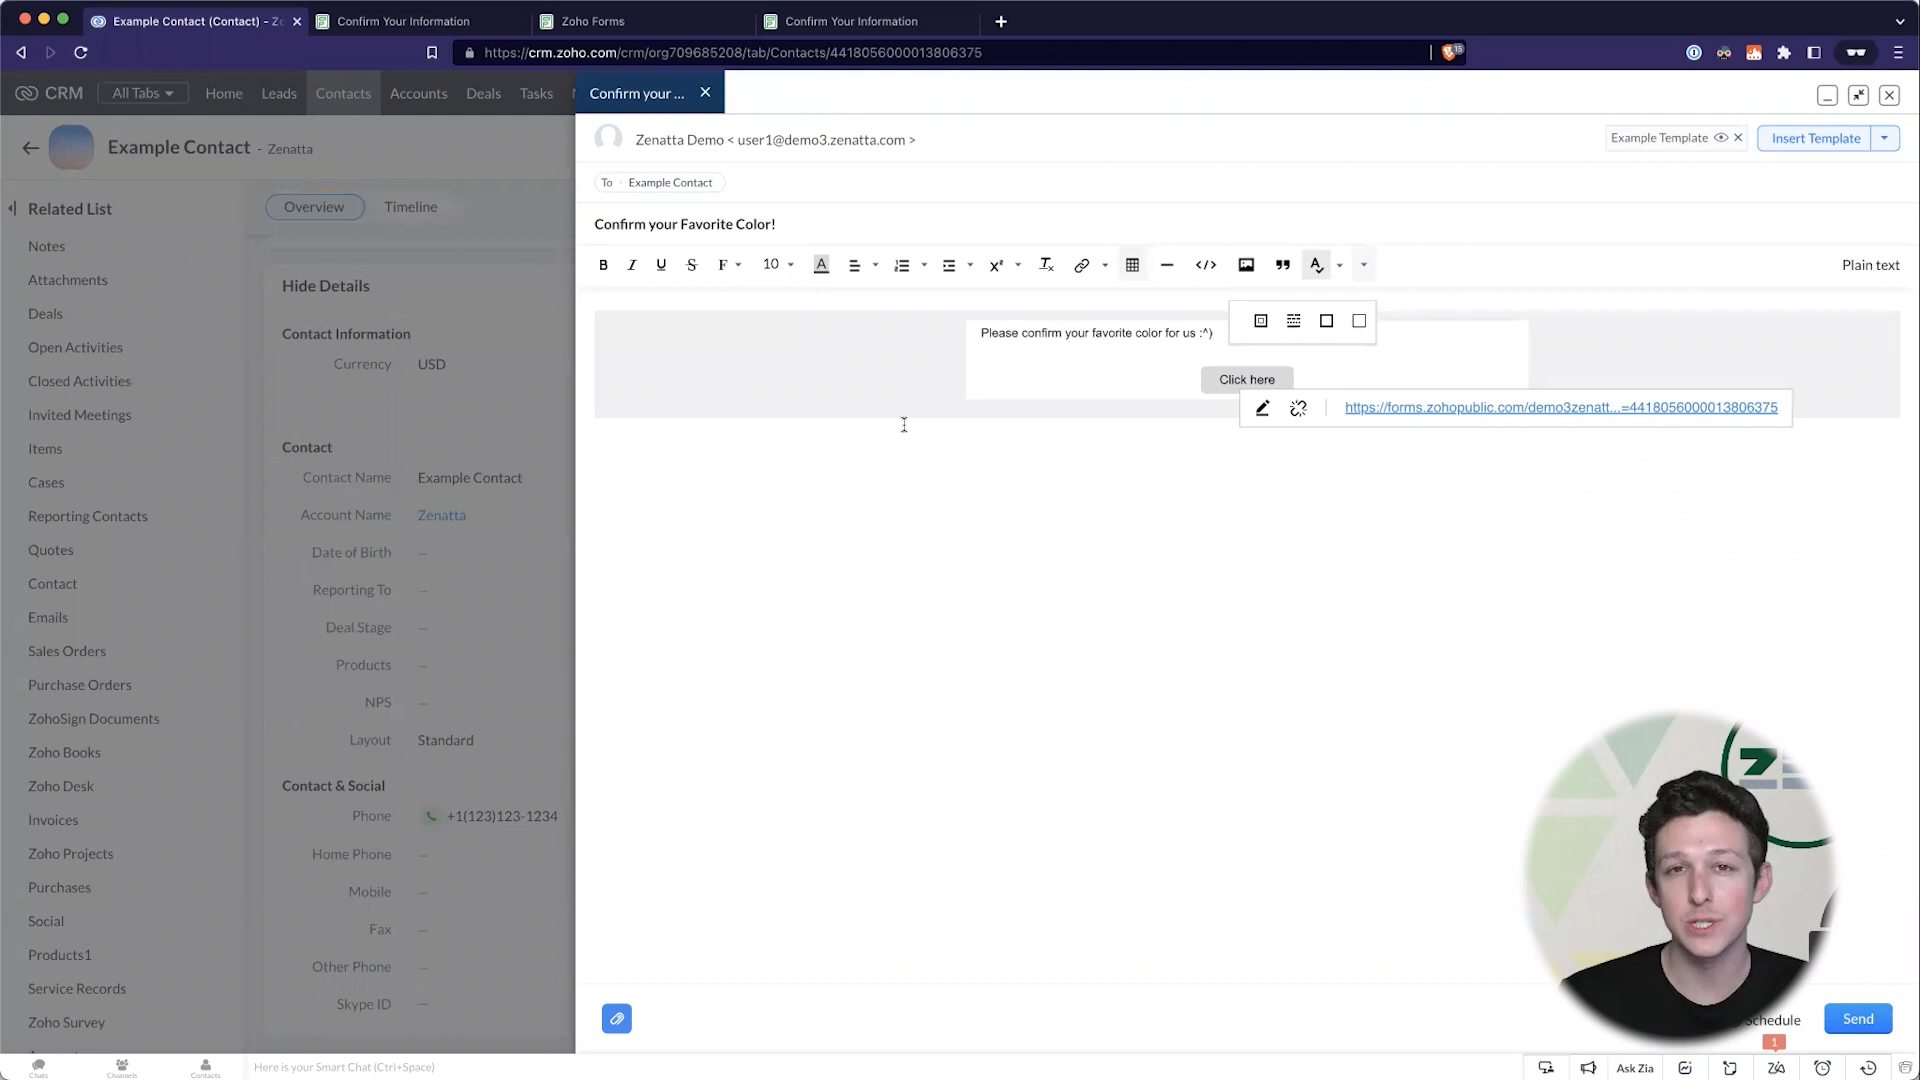 Example Contact (Contact) - Zo
Confirm Your Information
Zoho Forms
Confirm Your Information
https://crm.zoho.com/crm/org709685208/tab/Contacts/4418056000013806375
15
CRM
All Tabs
Home
Leads
Contacts
Accounts
Deals
Tasks
Confirm your ...
Example Contact - Zenatta
Zenatta Demo < user1@demo3.zenatta.com >
Example Template
Insert Template
To
Example Contact
Confirm your Favorite Color!
10
Plain text
Please confirm your favorite color for us :^)
Click here
https://forms.zohopublic.com/demo3zenatt...=4418056000013806375
Related List
Notes
Attachments
Deals
Open Activities
Closed Activities
Invited Meetings
Items
Cases
Reporting Contacts
Quotes
Contact
Emails
Sales Orders
Purchase Orders
ZohoSign Documents
Zoho Books
Zoho Desk
Invoices
Zoho Projects
Purchases
Social
Products1
Service Records
Zoho Survey
Overview
Timeline
Hide Details
Contact Information
Currency USD
Contact
Contact Name Example Contact
Account Name Zenatta
Date of Birth —
Reporting To —
Deal Stage —
Products —
NPS —
Layout Standard
Contact & Social
Phone +1(123)123-1234
Home Phone —
Mobile —
Fax —
Other Phone —
Skype ID —
Schedule
Send
1
Chats
Channels
Contacts
Here is your Smart Chat (Ctrl+Space)
Ask Zia